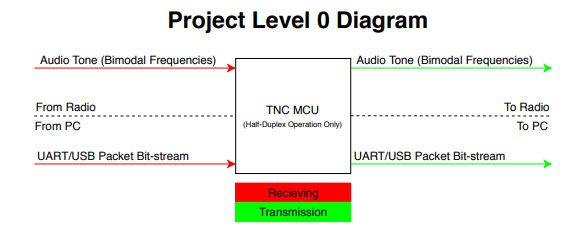 Project Level 0 Diagram
Audio Tone (Bimodal Frequencies)
Audio Tone (Bimodal Frequencies)
From Radio
TNC MCU
To Radio
(Half-Duplex Operation Only)
From PC
To PC
UART/USB Packet Bit-stream
UART/USB Packet Bit-stream
Recieving
Transmission